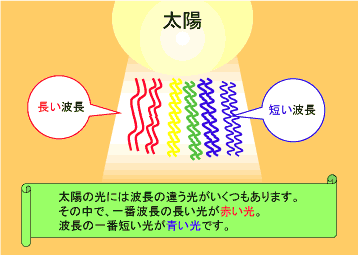 太陽
長い波長
短い波長
太陽の光には波長の違う光がいくつもあります。
その中で、一番波長の長い光が赤い光。
波長の一番短い光が青い光です。